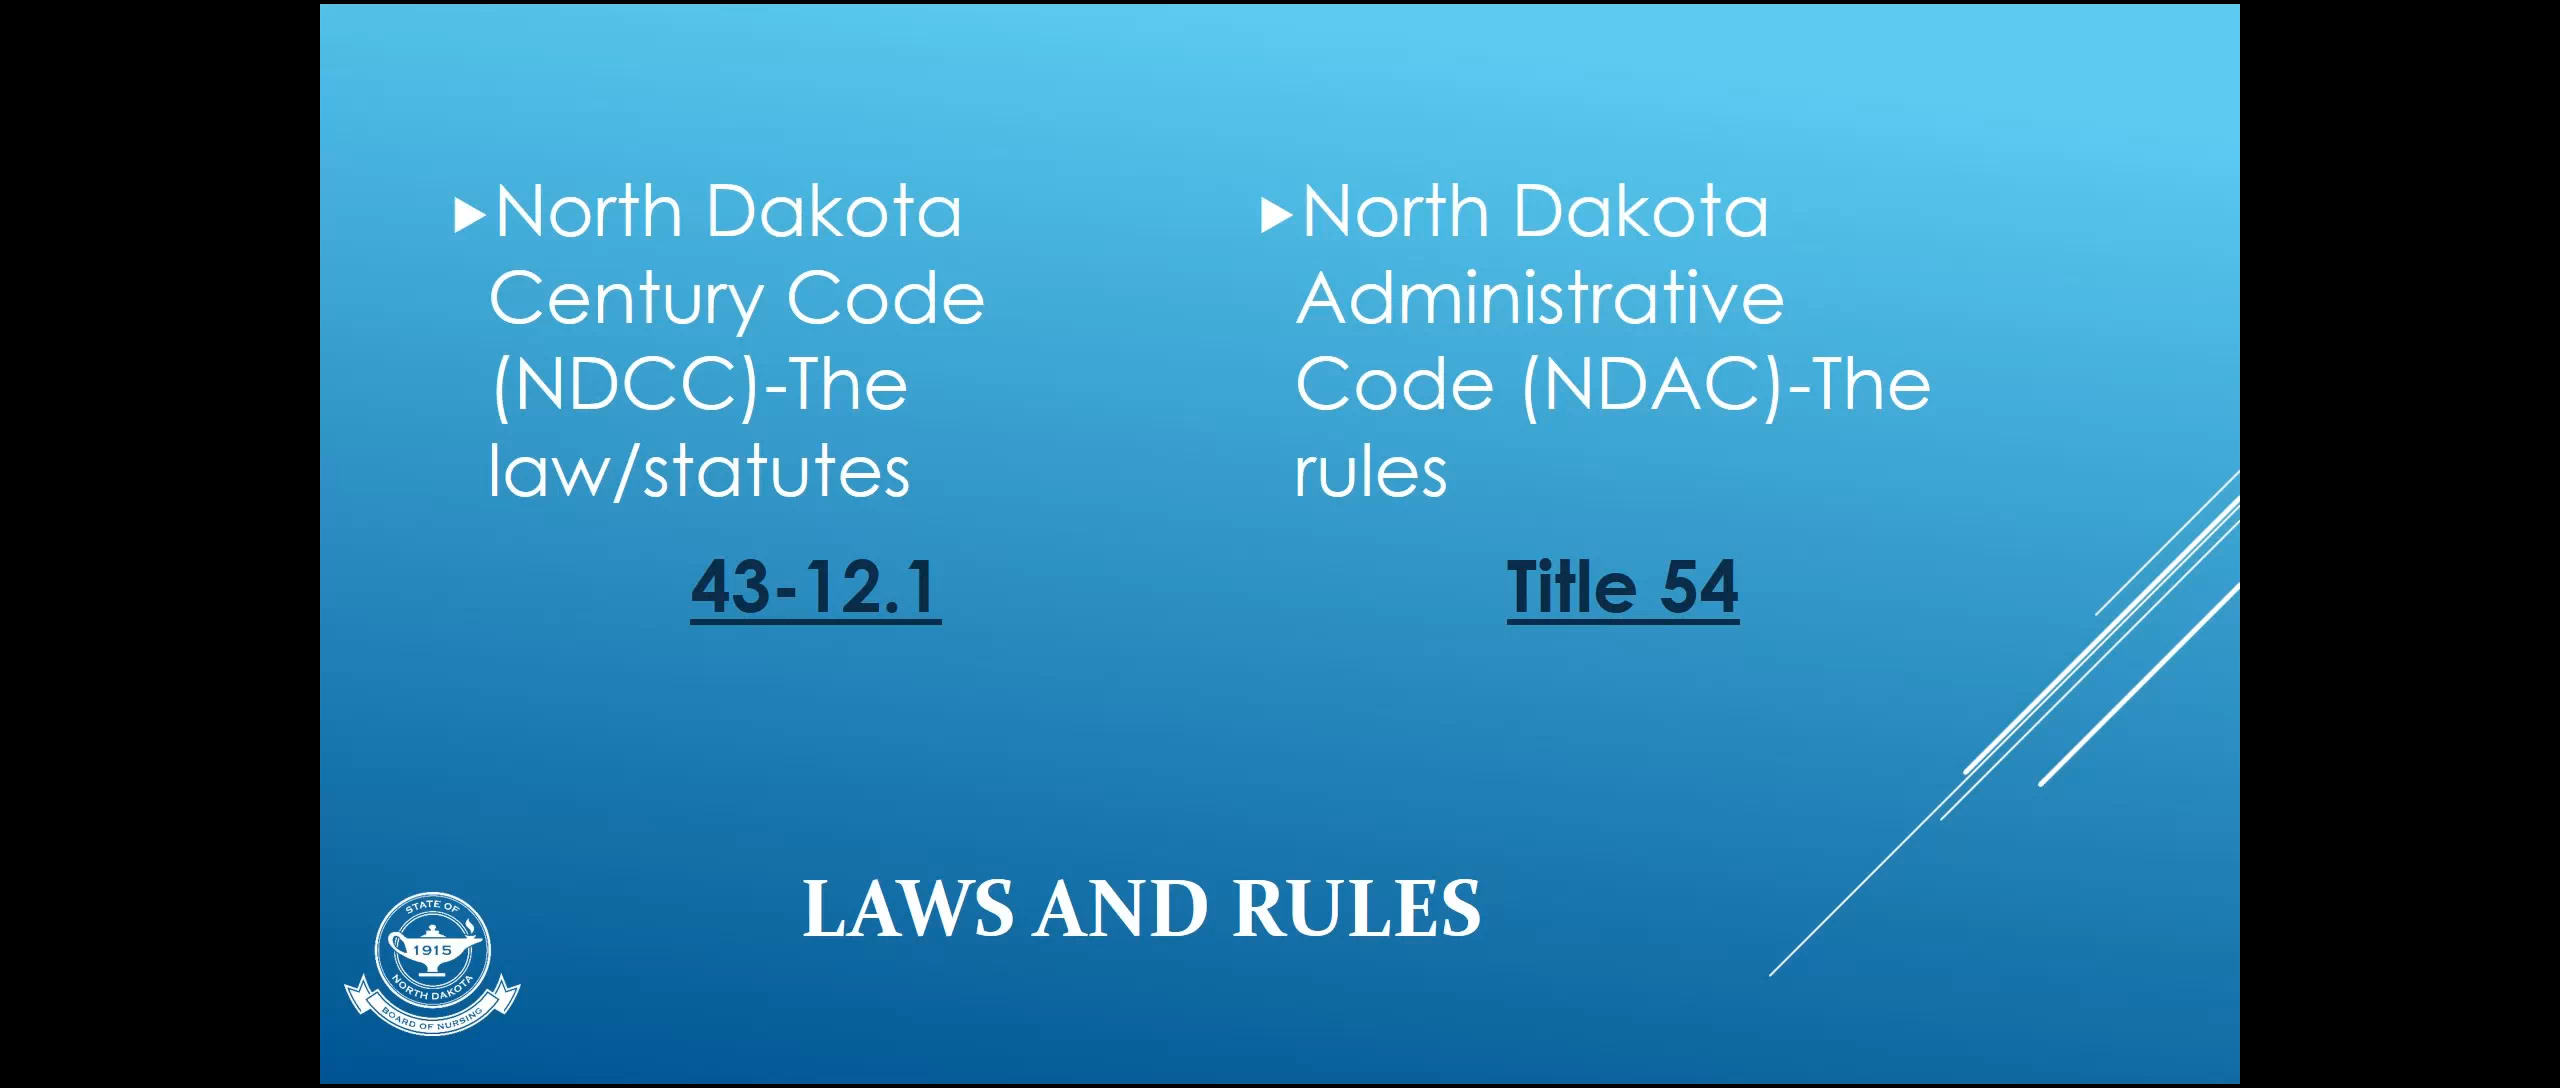 ▶North Dakota
Century Code
(NDCC)-The
law/statutes
43-12.1
▶North Dakota
Administrative
Code (NDAC)-The
rules
Title 54
LAWS AND RULES
STATE OF
1915
NORTH DAKOTA
BOARD OF NURSING